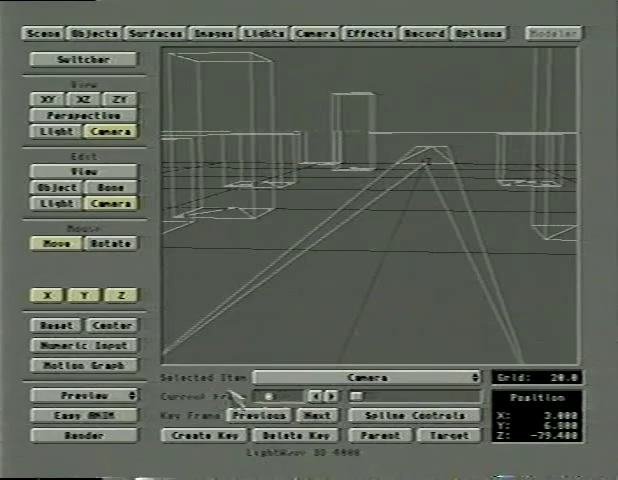 Scene Objects Surfaces Images Lights Camera Effects Record Options Modeler
Switcher
View
XY XZ ZY
Perspective
Light Camera
Edit
View
Object Bone
Light Camera
Mouse
Move Rotate
X Y Z
Reset Center
Numeric Input
Motion Graph
Preview
Easy ANIM
Render
Selected Item Camera Grid: 20.0
Current
Key Frame Previous Next Spline Controls
Create Key Delete Key Parent Target
Position
X: 3.000
Y: 6.800
Z: -79.400
LightWave 3D